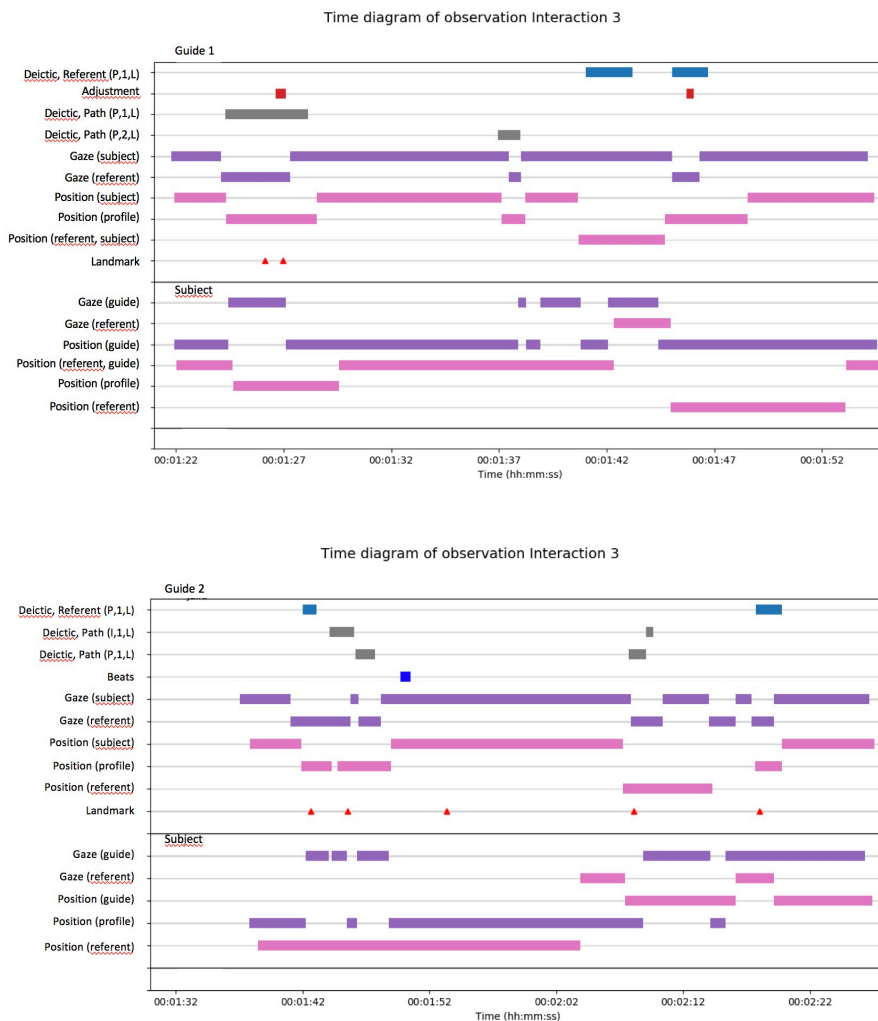 Time diagram of observation Interaction 3
Guide 1
Deictic, Referent (P,1,L)
Adjustment
Deictic, Path (P,1,L)
Deictic, Path (P,2,L)
Gaze (subject)
Gaze (referent)
Position (subject)
Position (profile)
Position (referent, subject)
Landmark
Subject
Gaze (guide)
Gaze (referent)
Position (guide)
Position (referent, guide)
Position (profile)
Position (referent)
00:01:22 00:01:27 00:01:32 00:01:37 00:01:42 00:01:47 00:01:52
Time (hh:mm:ss)
Time diagram of observation Interaction 3
Guide 2
Deictic, Referent (P,1,L)
Deictic, Path (I,1,L)
Deictic, Path (P,1,L)
Beats
Gaze (subject)
Gaze (referent)
Position (subject)
Position (profile)
Position (referent)
Landmark
Subject
Gaze (guide)
Gaze (referent)
Position (guide)
Position (profile)
Position (referent)
00:01:32 00:01:42 00:01:52 00:02:02 00:02:12 00:02:22
Time (hh:mm:ss)